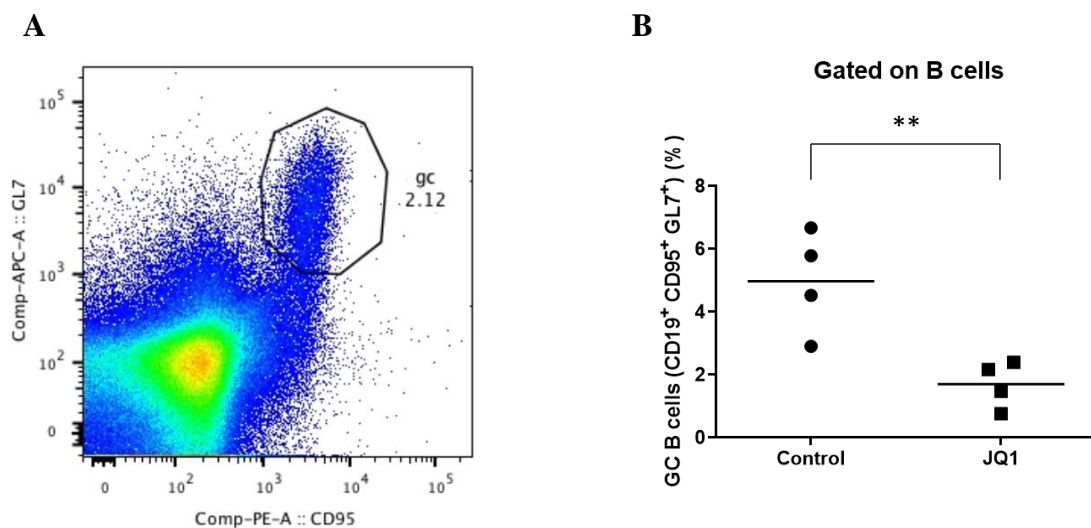 A
Comp-APC-A :: GL7
10⁵
10⁴
10³
10²
0
gc
2.12
0
10²
10³
10⁴
10⁵
Comp-PE-A :: CD95
B
Gated on B cells
**
GC B cells (CD19⁺ CD95⁺ GL7⁺) (%)
8
6
4
2
0
Control
JQ1